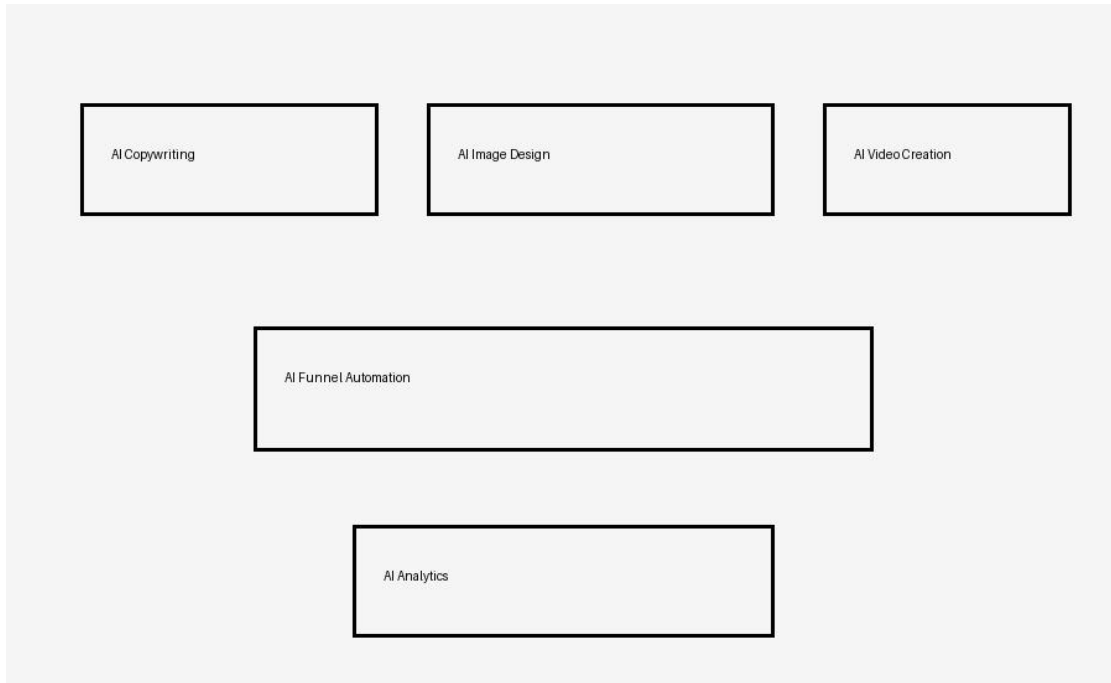 AI Copywriting
AI Image Design
AI Video Creation
AI Funnel Automation
AI Analytics